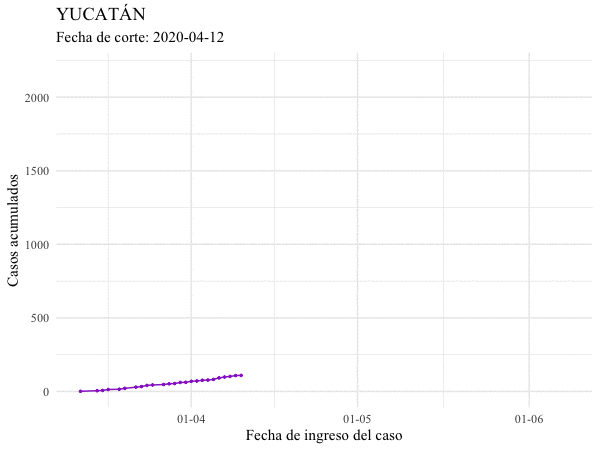 YUCATÁN
Fecha de corte: 2020-04-12
Casos acumulados
2000
1500
1000
500
0
01-04 01-05 01-06
Fecha de ingreso del caso